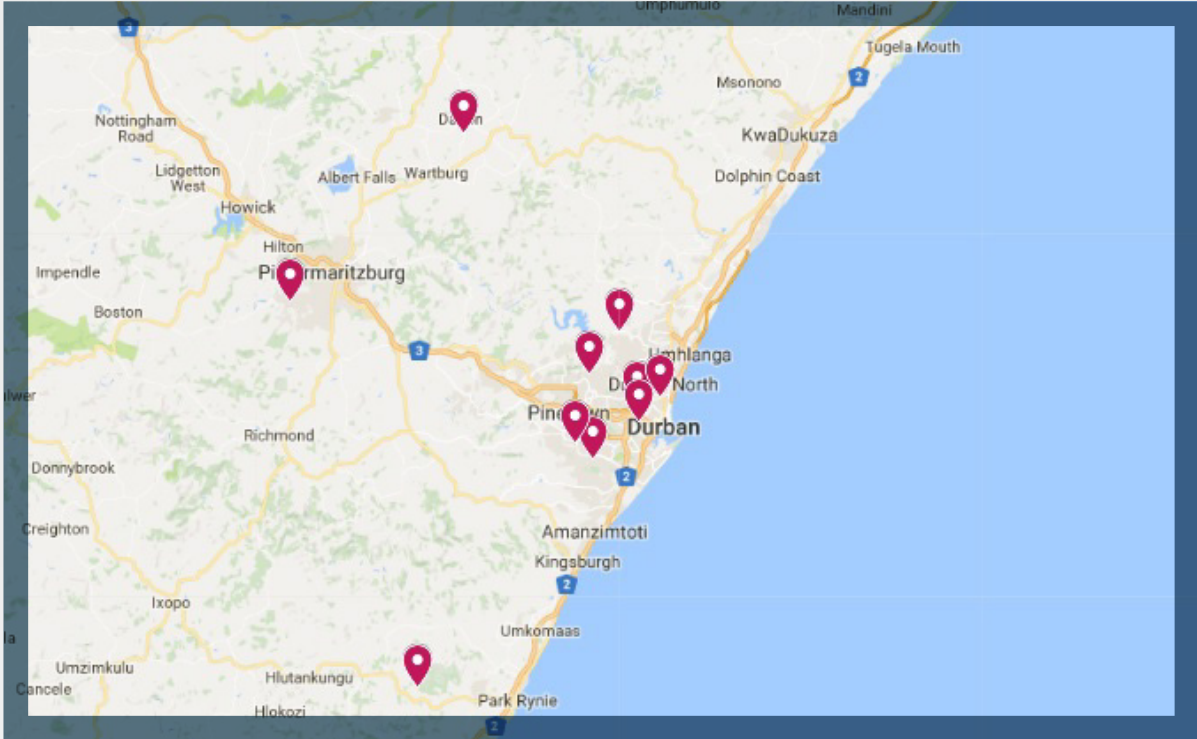 Umphumulo
Mandini
3
Tugela Mouth
2
Msonono
Nottingham
Road
KwaDukuza
Lidgetton
West
Albert Falls
Wartburg
Dolphin Coast
Howick
Hilton
Impendle
Boston
3
Umhlanga
North
Durban
Richmond
Donnybrook
2
Creighton
Amanzimtoti
Kingsburgh
2
Ixopo
Umkomaas
Umzimkulu
Hlutankungu
Cancele
Park Rynie
Hlokozi
2